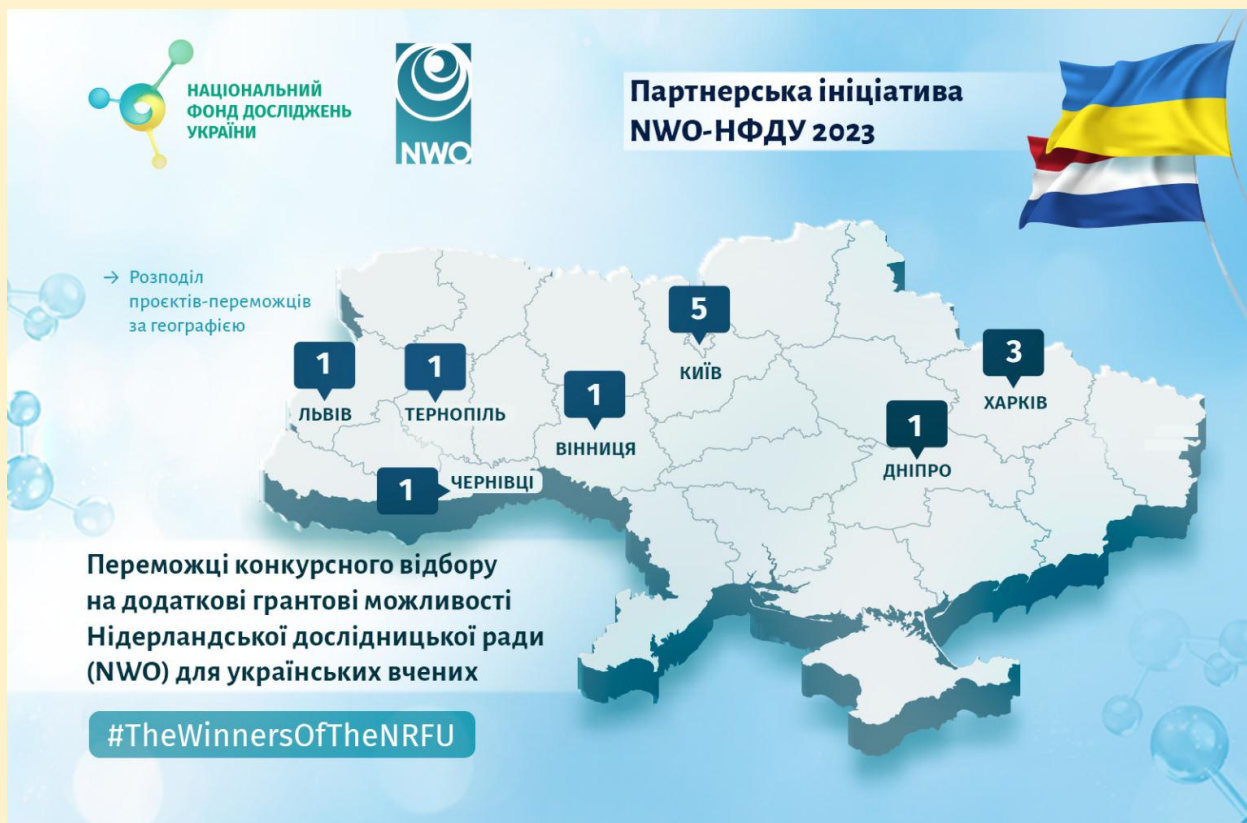 НАЦІОНАЛЬНИЙ
ФОНД ДОСЛІДЖЕНЬ
УКРАЇНИ
NWO
Партнерська ініціатива
NWO-НФДУ 2023
→ Розподіл
проєктів-переможців
за географією
5
КИЇВ
3
ХАРКІВ
1
ЛЬВІВ
1
ТЕРНОПІЛЬ
1
ВІННИЦЯ
1
ДНІПРО
1
ЧЕРНІВЦІ
Переможці конкурсного відбору
на додаткові грантові можливості
Нідерландської дослідницької ради
(NWO) для українських вчених
#TheWinnersOfTheNRFU